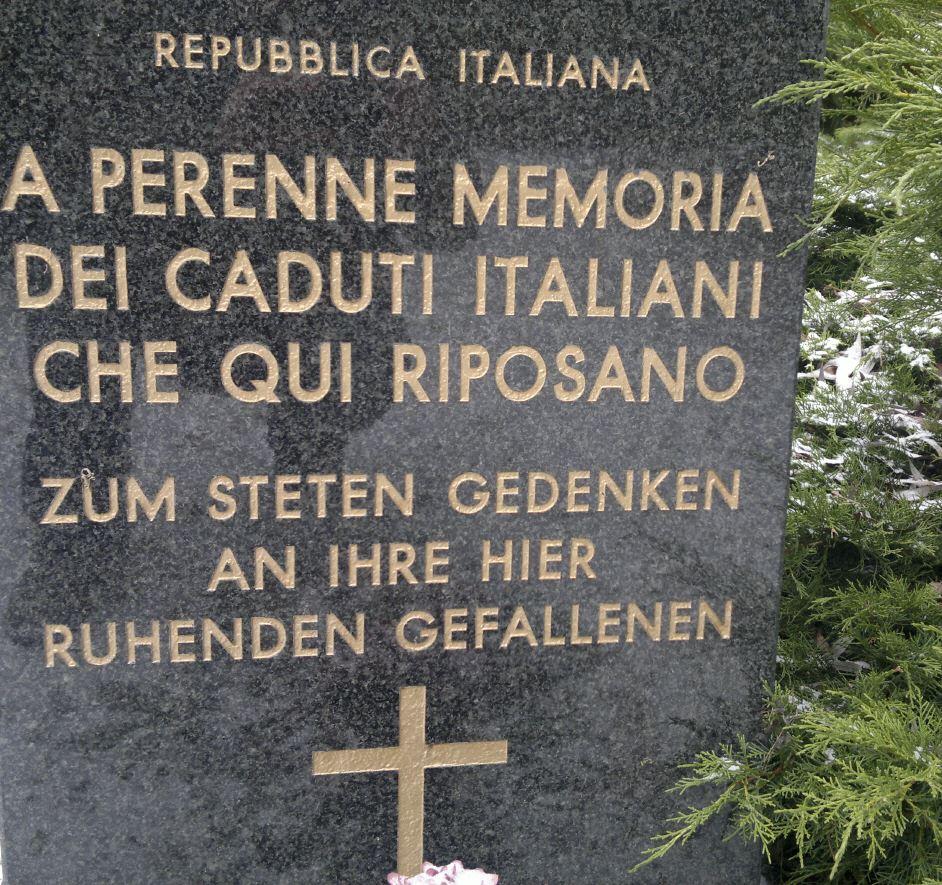 REPUBBLICA ITALIANA
A PERENNE MEMORIA
DEI CADUTI ITALIANI
CHE QUI RIPOSANO
ZUM STETEN GEDENKEN
AN IHRE HIER
RUHENDEN GEFALLENEN